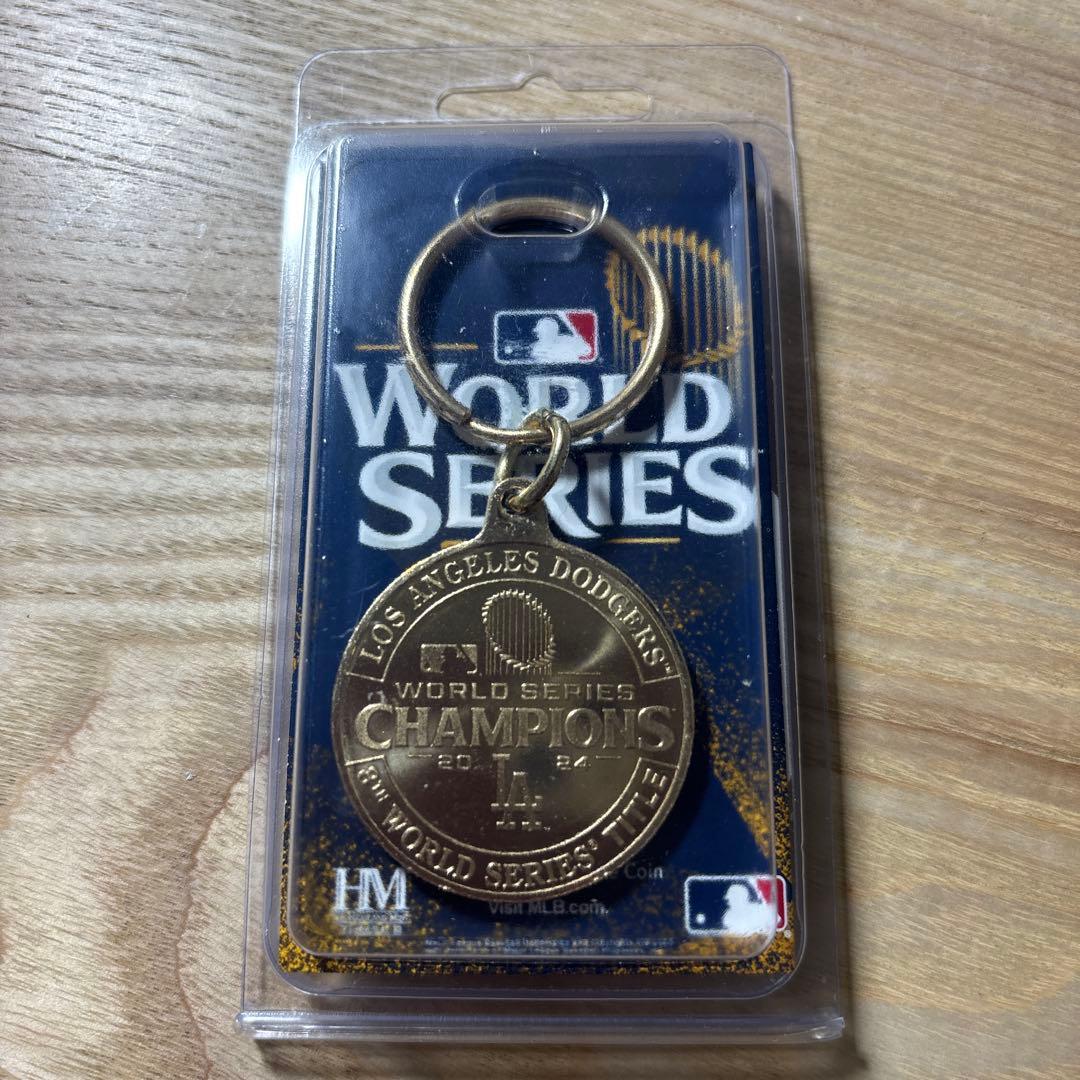 WORLD
SERIES
LOS ANGELES DODGERS™
WORLD SERIES
CHAMPIONS
20 24
LA
8TH WORLD SERIES® TITLE
HM
Coin
Visit MLB.com.